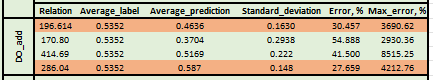 Relation Average_label Average_prediction Standard_deviation Error, % Max_error, %
DO_add
196.614 0.5352 0.4636 0.1630 30.457 3690.62
170.80 0.5352 0.3704 0.2938 54.888 2930.36
414.69 0.5352 0.5169 0.222 41.500 8515.25
286.04 0.5352 0.587 0.148 27.659 4212.76